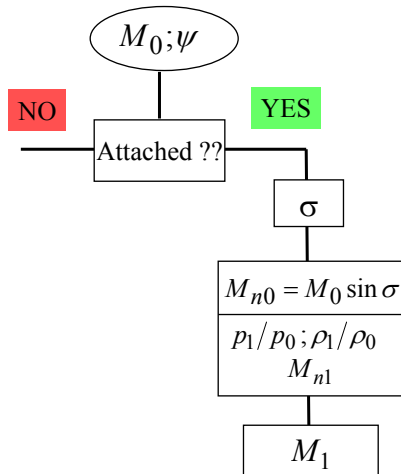 M₀;ψ
NO
YES
Attached ??
σ
Mₙ₀ = M₀ sin σ
p₁/p₀ ; ρ₁/ρ₀
Mₙ₁
M₁